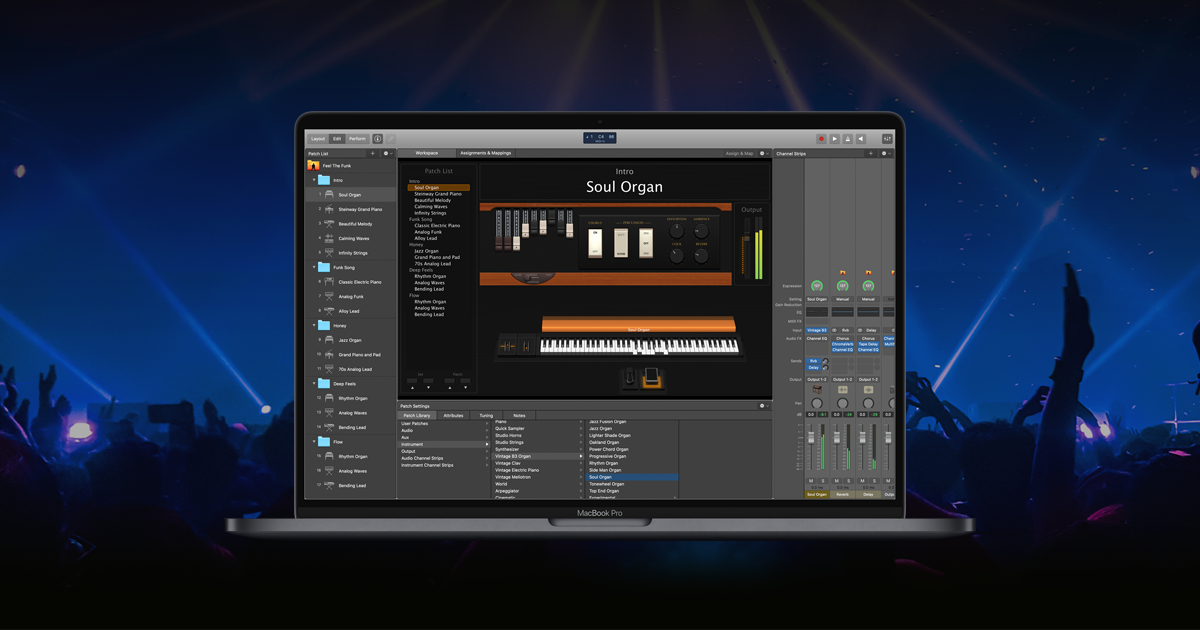 Layout Edit Perform
Patch List
Feel The Funk
Intro
1 Soul Organ
2 Steinway Grand Piano
3 Beautiful Melody
4 Calming Waves
5 Infinity Strings
Funk Song
6 Classic Electric Piano
7 Analog Funk
8 Alloy Lead
Honey
9 Jazz Organ
10 Grand Piano and Pad
11 70s Analog Lead
Deep Feels
12 Rhythm Organ
13 Analog Waves
14 Bending Lead
Flow
15 Rhythm Organ
16 Analog Waves
17 Bending Lead
Workspace Assignments & Mappings Assign & Map
Patch List
Intro
Soul Organ
Steinway Grand Piano
Beautiful Melody
Calming Waves
Infinity Strings
Funk Song
Classic Electric Piano
Analog Funk
Alloy Lead
Honey
Jazz Organ
Grand Piano and Pad
70s Analog Lead
Deep Feels
Rhythm Organ
Analog Waves
Bending Lead
Flow
Rhythm Organ
Analog Waves
Bending Lead
Set Patch
Intro
Soul Organ
Output
Soul Organ
Patch Settings
Patch Library Attributes Tuning Notes
User Patches
Audio
Aux
Instrument
Output
Audio Channel Strips
Instrument Channel Strips
Piano
Quick Sampler
Studio Horns
Studio Strings
Synthesizer
Vintage B3 Organ
Vintage Clav
Vintage Electric Piano
Vintage Mellotron
World
Arpeggiator
Cinematic
Jazz Fusion Organ
Jazz Organ
Lighter Shade Organ
Oakland Organ
Power Chord Organ
Progressive Organ
Rhythm Organ
Side Man Organ
Soul Organ
Tonewheel Organ
Top End Organ
Experimental
Channel Strips
Expression
Setting Soul Organ Manual Manual
Gain Reduction
EQ
MIDI FX
Input Vintage B3 Rvb Delay
Audio FX Channel EQ Chorus Chorus
ChromaVerb Tape Delay
Channel EQ Channel EQ
Sends Rvb
Delay
Output Output 1-2 Output 1-2 Output 1-2
Pan
dB
M S M S M S M
Soul Organ Reverb Delay
MacBook Pro